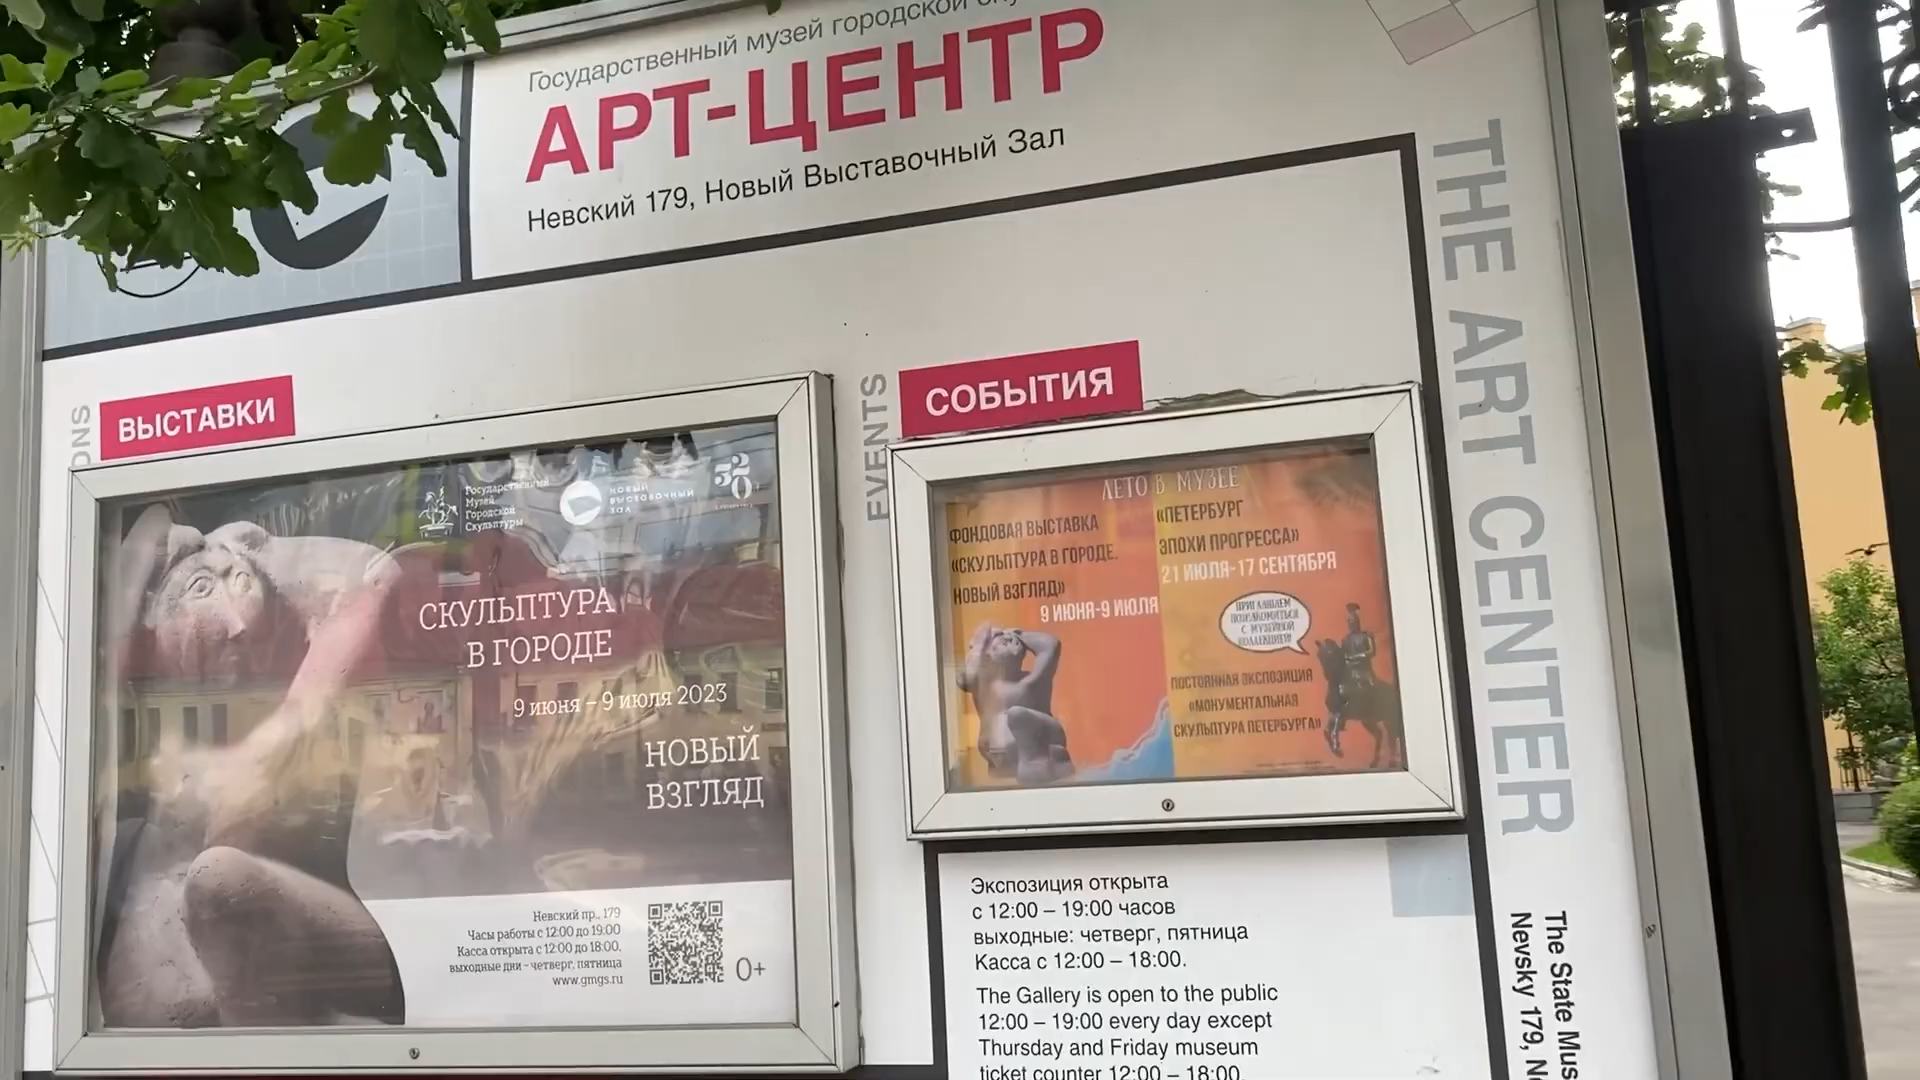 Государственный музей городской
АРТ-ЦЕНТР
Невский 179, Новый Выставочный Зал
THE ART CENTER
ВЫСТАВКИ
EVENTS
СОБЫТИЯ
Государственный
Музей
Городской
Скульптуры
НОВЫЙ
ВЫСТАВОЧНЫЙ
ЗАЛ
СКУЛЬПТУРА
В ГОРОДЕ
9 июня – 9 июля 2023
НОВЫЙ
ВЗГЛЯД
Невский пр., 179
Часы работы с 12:00 до 19:00
Касса открыта с 12:00 до 18:00,
выходные дни – четверг, пятница
www.gmgs.ru
0+
ЛЕТО В МУЗЕЕ
ФОНДОВАЯ ВЫСТАВКА
«СКУЛЬПТУРА В ГОРОДЕ.
НОВЫЙ ВЗГЛЯД»
9 ИЮНЯ-9 ИЮЛЯ
«ПЕТЕРБУРГ
ЭПОХИ ПРОГРЕССА»
21 ИЮЛЯ-17 СЕНТЯБРЯ
ПРИГЛАШАЕМ
ПОЗНАКОМИТЬСЯ
С МУЗЕЙНОЙ
КОЛЛЕКЦИЕЙ!
ПОСТОЯННАЯ ЭКСПОЗИЦИЯ
«МОНУМЕНТАЛЬНАЯ
СКУЛЬПТУРА ПЕТЕРБУРГА»
Экспозиция открыта
с 12:00 – 19:00 часов
выходные: четверг, пятница
Касса с 12:00 – 18:00.
The Gallery is open to the public
12:00 – 19:00 every day except
Thursday and Friday museum
ticket counter 12:00 – 18:00.
The State Mus
Nevsky 179,